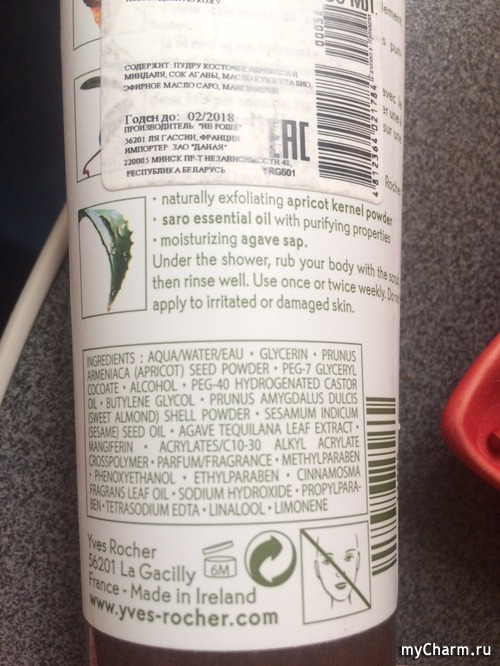 СОДЕРЖИТ: ПУДРУ КОСТОЧЕК АБРИКОСА И
МИНДАЛЯ, СОК АГАВЫ, МАСЛО КУНЖУТА БИО,
ЭФИРНОЕ МАСЛО САРО, МАНГИФЕРИН
Годен до: 02/2018
ПРОИЗВОДИТЕЛЬ: "ИВ РОШЕ"
56201 ЛЯ ГАССИИ, ФРАНЦИЯ
ИМПОРТЕР: ЗАО "ДАНАЯ"
220005 МИНСК ПР-Т НЕЗАВИСИМОСТИ 48,
РЕСПУБЛИКА БЕЛАРУСЬ YRG501
EAC
4 812364 021784
Rocher
• naturally exfoliating apricot kernel powder
• saro essential oil with purifying properties
• moisturizing agave sap.
Under the shower, rub your body with the
then rinse well. Use once or twice weekly. Do
apply to irritated or damaged skin.
INGREDIENTS : AQUA/WATER/EAU • GLYCERIN • PRUNUS
ARMENIACA (APRICOT) SEED POWDER • PEG-7 GLYCERYL
COCOATE • ALCOHOL • PEG-40 HYDROGENATED CASTOR
OIL • BUTYLENE GLYCOL • PRUNUS AMYGDALUS DULCIS
(SWEET ALMOND) SHELL POWDER • SESAMUM INDICUM
(SESAME) SEED OIL • AGAVE TEQUILANA LEAF EXTRACT •
MANGIFERIN • ACRYLATES/C10-30 ALKYL ACRYLATE
CROSSPOLYMER • PARFUM/FRAGRANCE • METHYLPARABEN
• PHENOXYETHANOL • ETHYLPARABEN • CINNAMOSMA
FRAGRANS LEAF OIL • SODIUM HYDROXIDE • PROPYLPARA-
BEN • TETRASODIUM EDTA • LINALOOL • LIMONENE
Yves Rocher
56201 La Gacilly
France - Made in Ireland
www.yves-rocher.com
6M
myCharm.ru